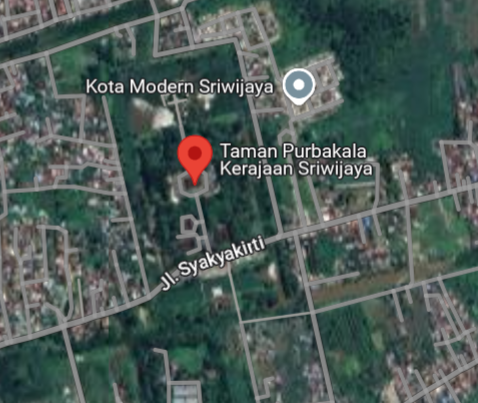 Kota Modern Sriwijaya
Taman Purbakala
Kerajaan Sriwijaya
Jl. Syakyakirti